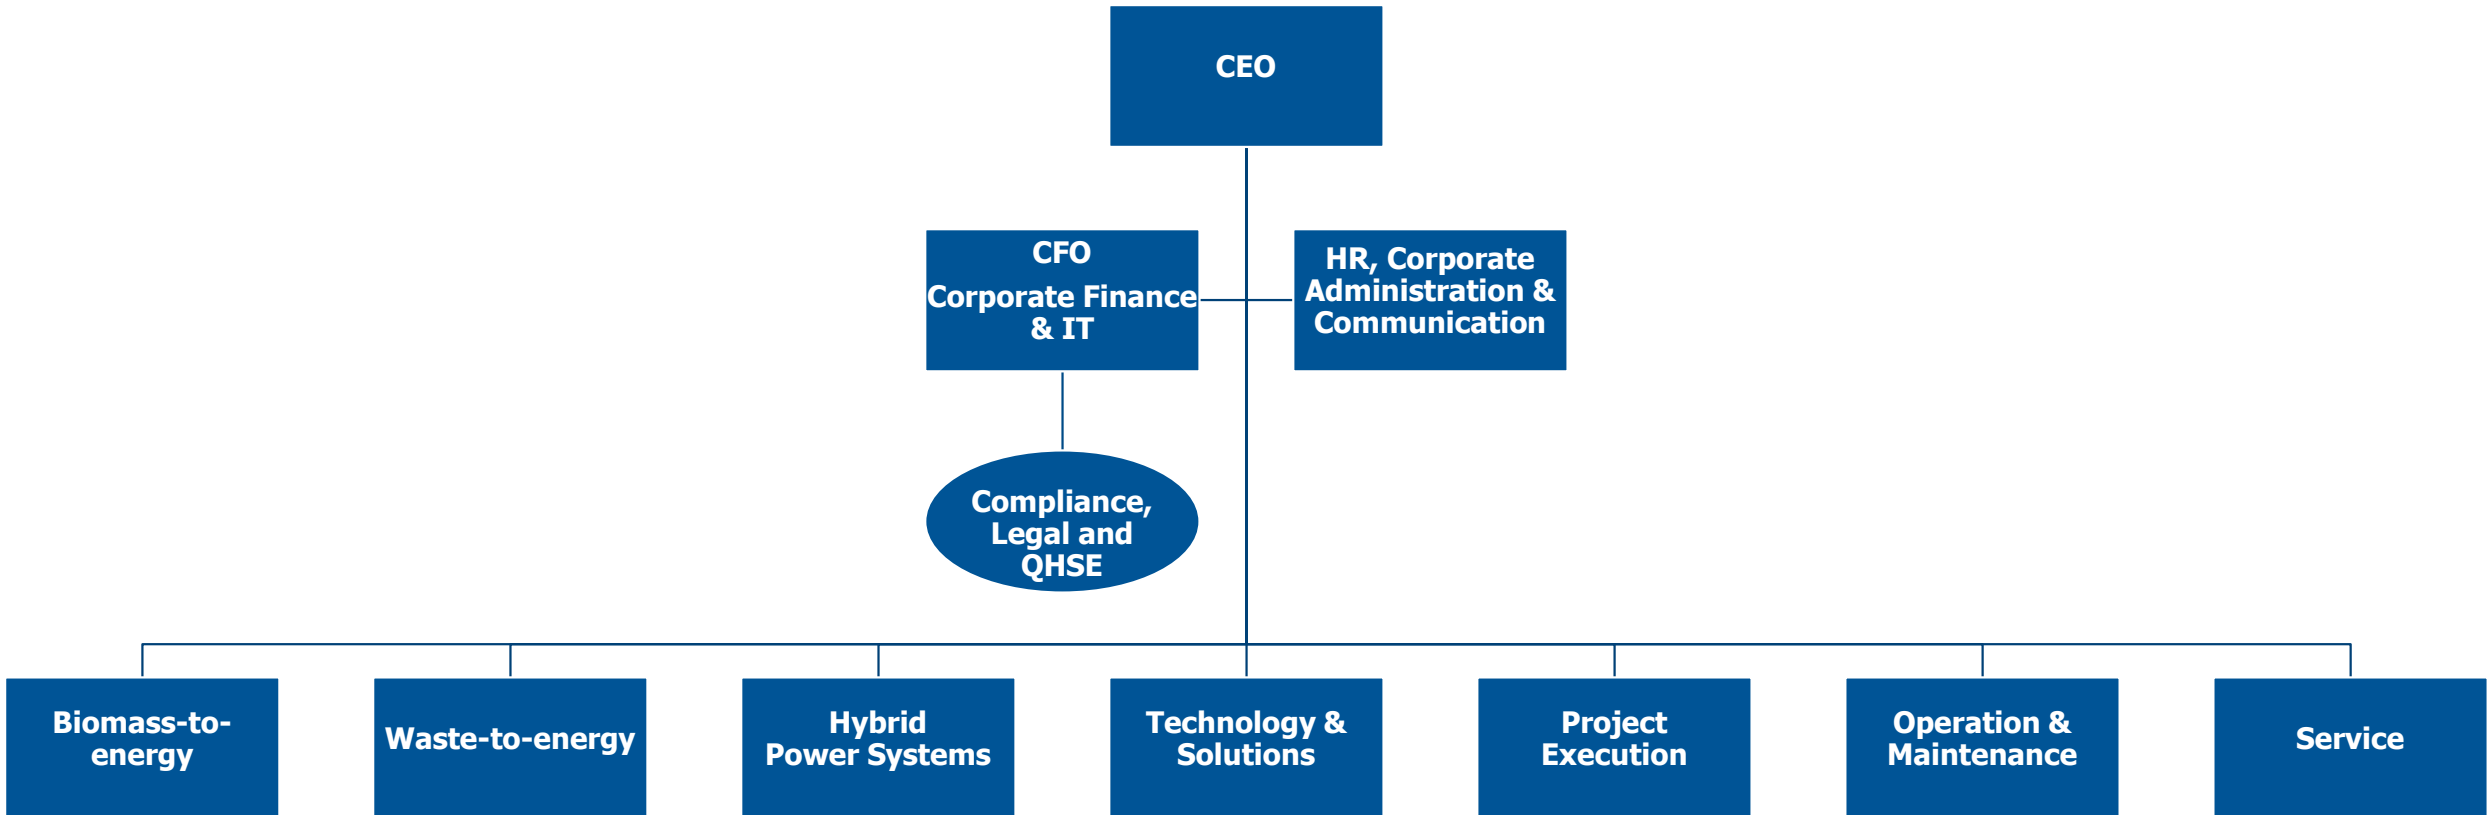 CEO
CFO
Corporate Finance
& IT
HR, Corporate
Administration &
Communication
Compliance,
Legal and
QHSE
Biomass-to-
energy
Waste-to-energy
Hybrid
Power Systems
Technology &
Solutions
Project
Execution
Operation &
Maintenance
Service